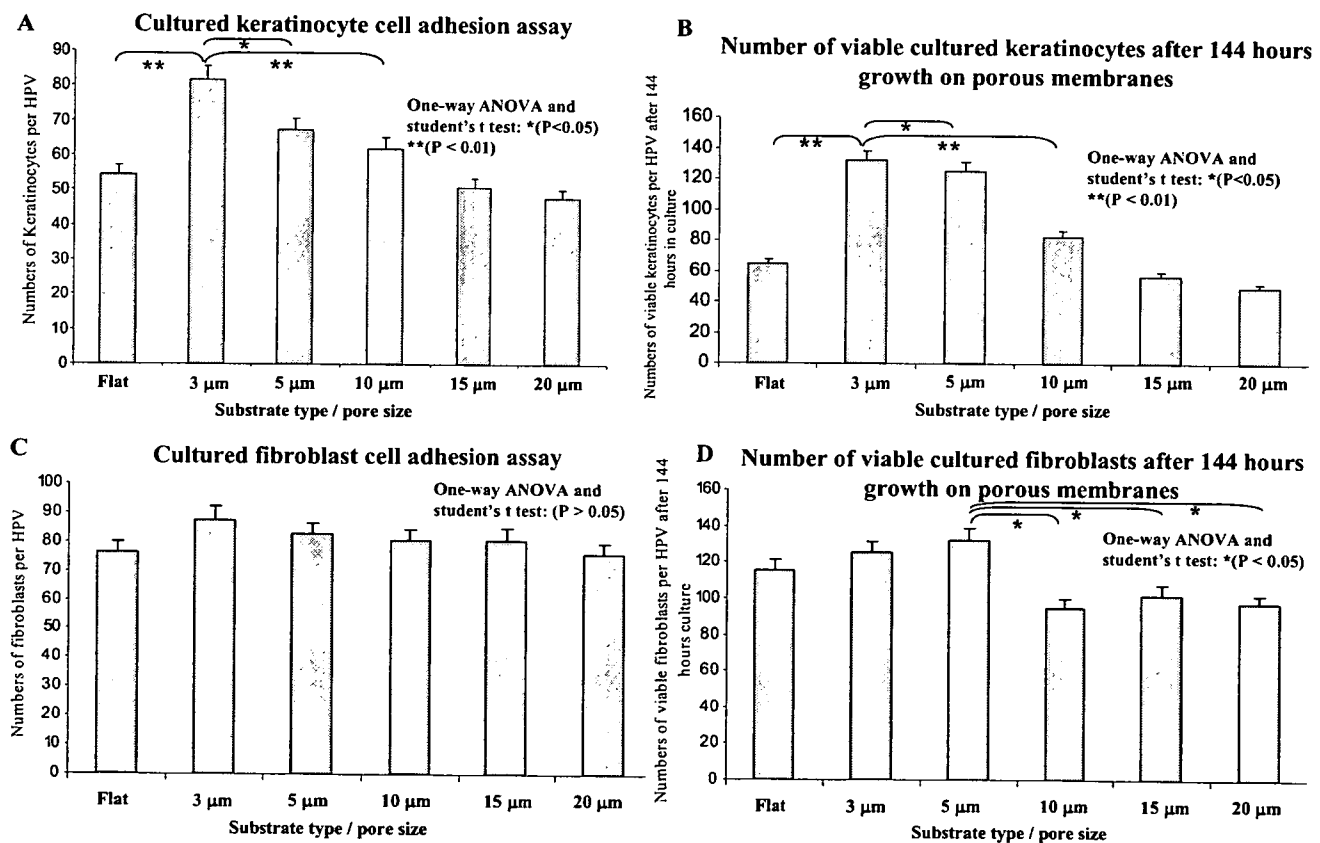 A
Cultured keratinocyte cell adhesion assay
Numbers of Keratinocytes per HPV
90
80
70
60
50
40
30
20
10
0
*
**
**
One-way ANOVA and
student's t test: *(P<0.05)
**(P < 0.01)
Flat
3 µm
5 µm
10 µm
15 µm
20 µm
Substrate type / pore size
B
Number of viable cultured keratinocytes after 144 hours
growth on porous membranes
Numbers of viable keratinocytes per HPV after 144
hours in culture
160
140
120
100
80
60
40
20
0
**
*
**
One-way ANOVA and
student's t test: *(P<0.05)
**(P < 0.01)
Flat
3 µm
5 µm
10 µm
15 µm
20 µm
Substrate type / pore size
C
Cultured fibroblast cell adhesion assay
Numbers of fibroblasts per HPV
100
90
80
70
60
50
40
30
20
10
0
One-way ANOVA and
student's t test: (P > 0.05)
Flat
3 µm
5 µm
10 µm
15 µm
20 µm
Substrate type / pore size
D
Number of viable cultured fibroblasts after 144 hours
growth on porous membranes
Numbers of viable fibroblasts per HPV after 144
hours culture
160
140
120
100
80
60
40
20
0
*
*
*
One-way ANOVA and
student's t test: *(P < 0.05)
Flat
3 µm
5 µm
10 µm
15 µm
20 µm
Substrate type / pore size